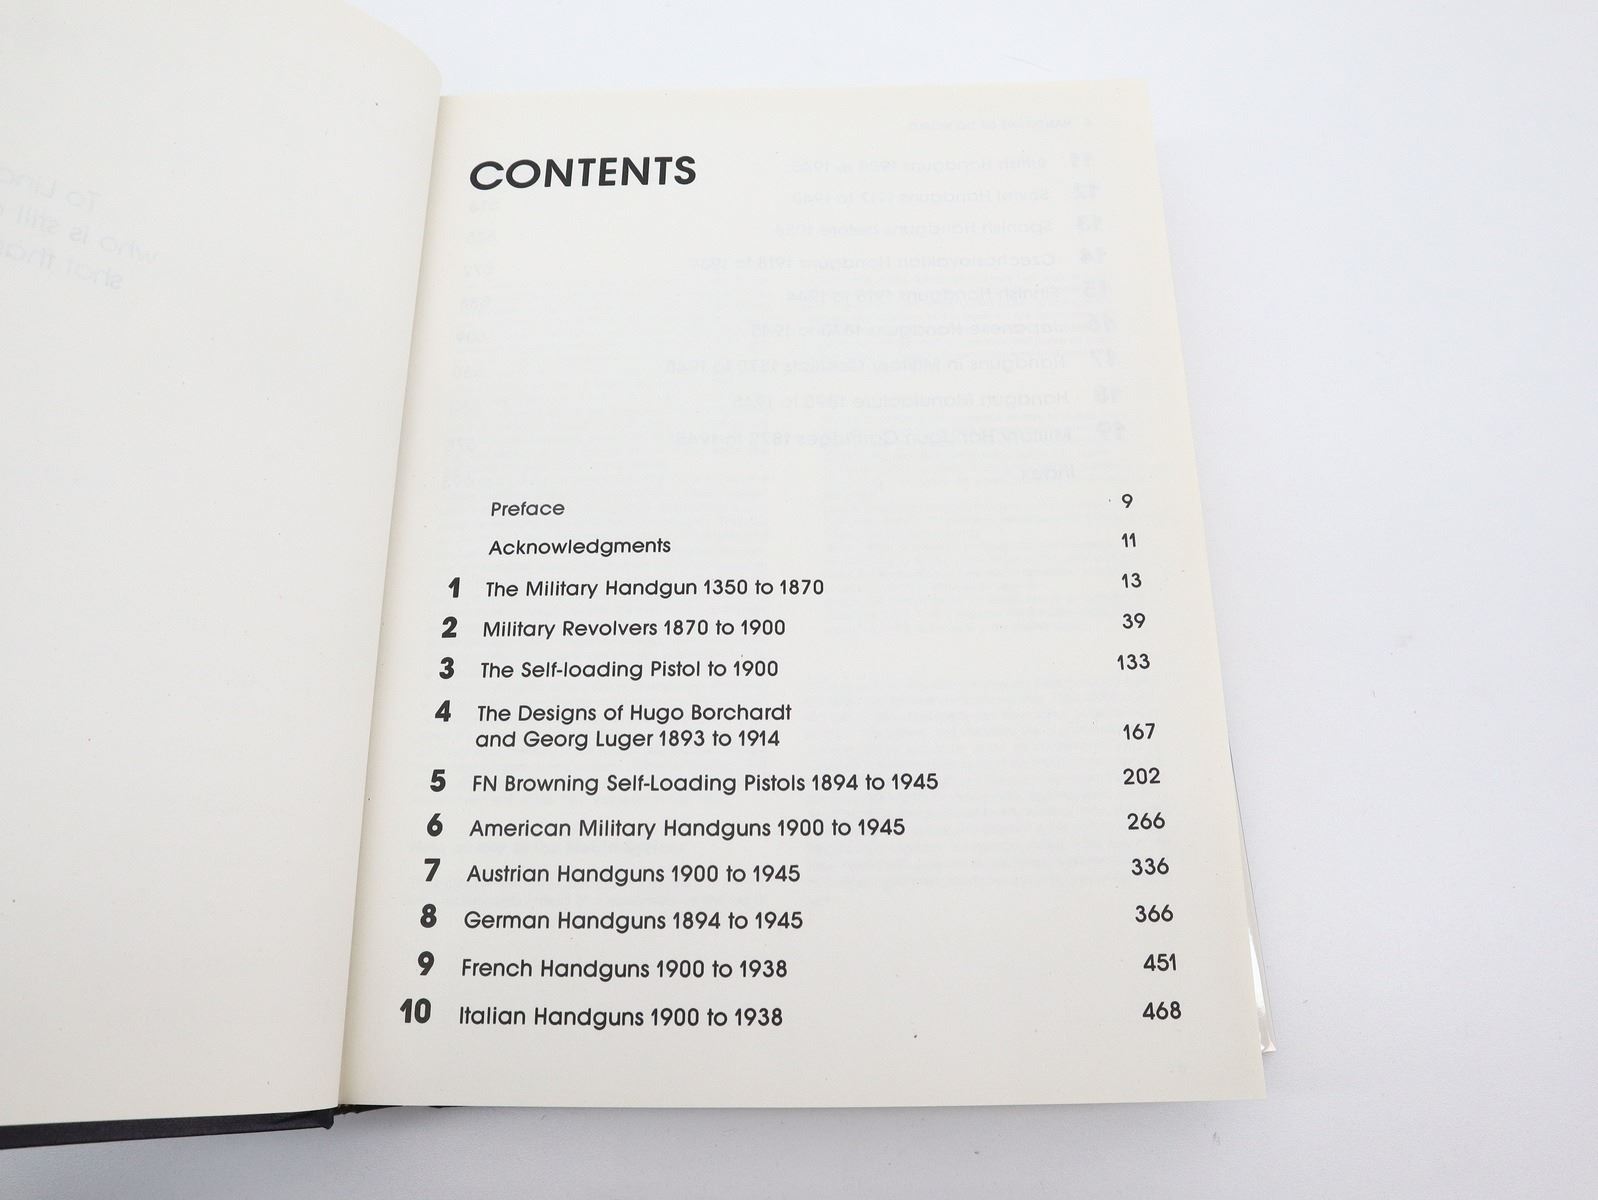 CONTENTS
Preface 9
Acknowledgments 11
1 The Military Handgun 1350 to 1870 13
2 Military Revolvers 1870 to 1900 39
3 The Self-loading Pistol to 1900 133
4 The Designs of Hugo Borchardt
and Georg Luger 1893 to 1914 167
5 FN Browning Self-Loading Pistols 1894 to 1945 202
6 American Military Handguns 1900 to 1945 266
7 Austrian Handguns 1900 to 1945 336
8 German Handguns 1894 to 1945 366
9 French Handguns 1900 to 1938 451
10 Italian Handguns 1900 to 1938 468